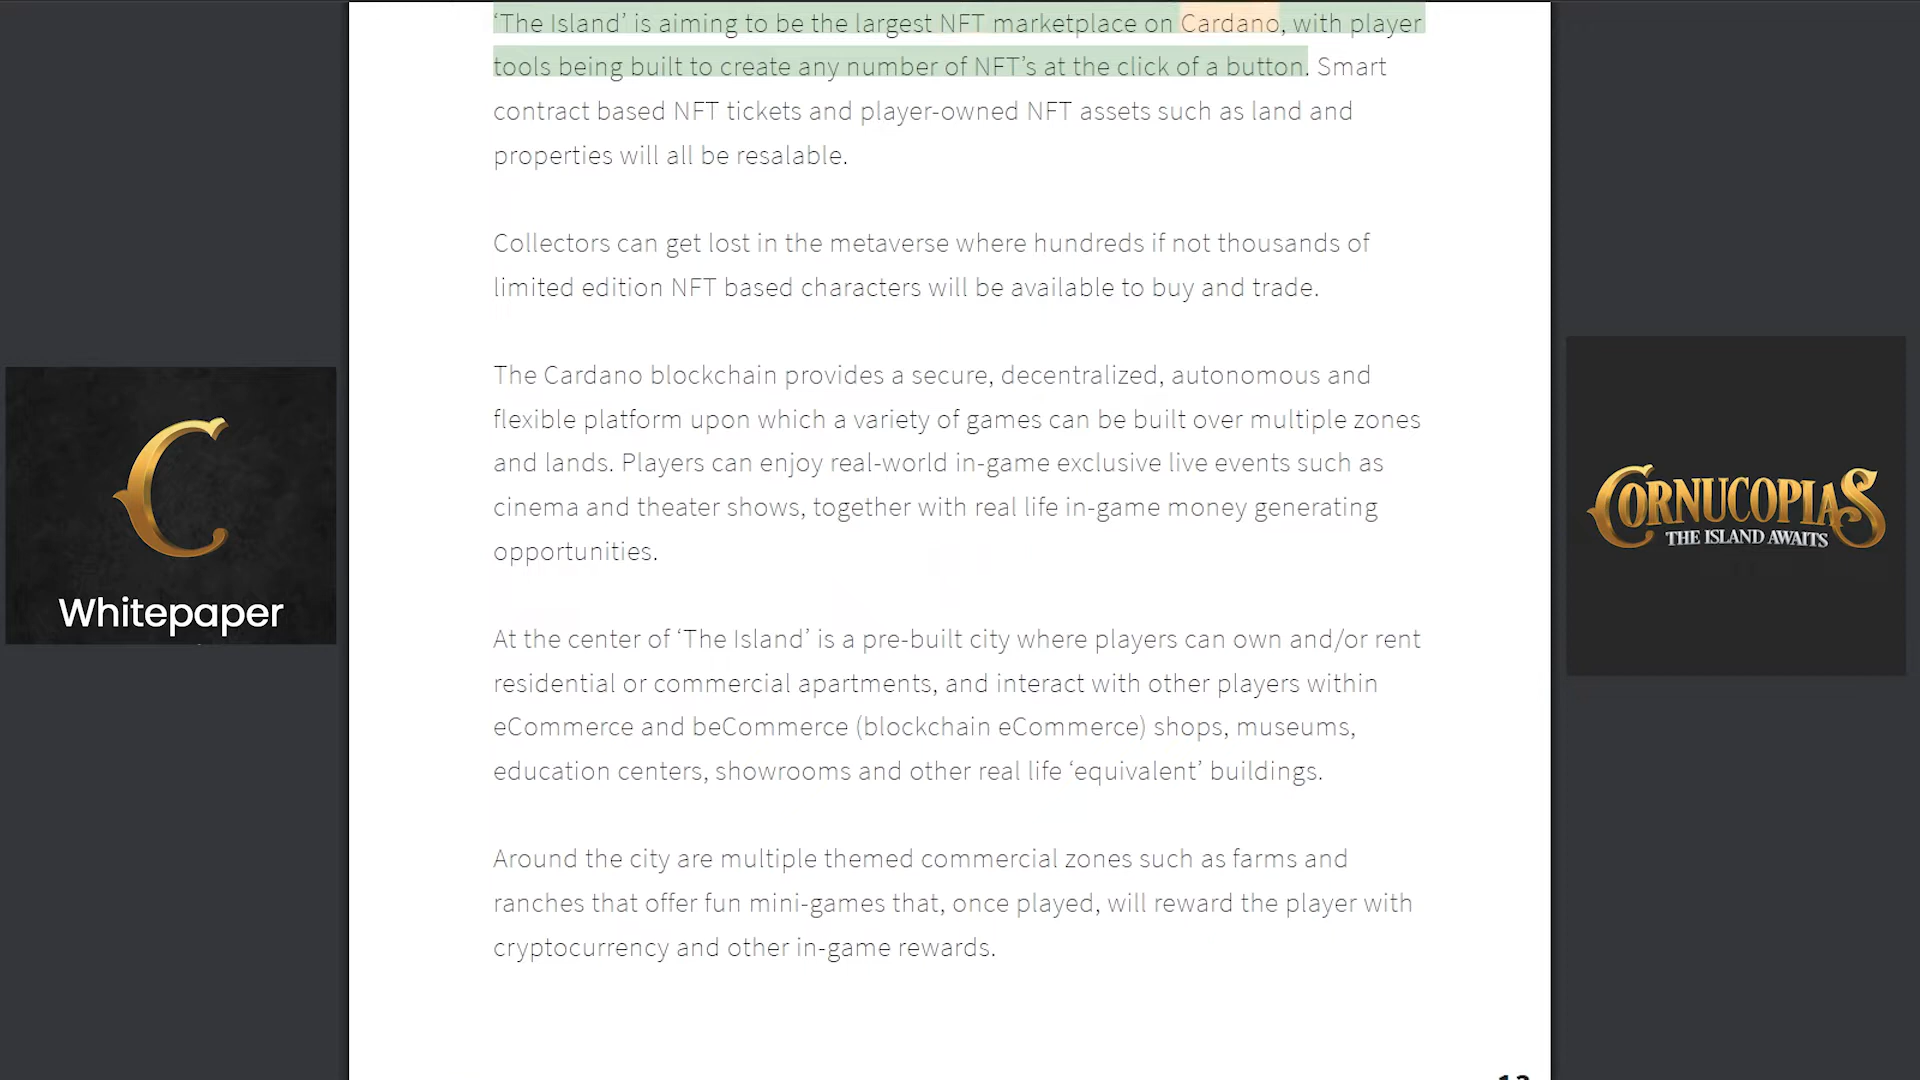 ‘The Island’ is aiming to be the largest NFT marketplace on Cardano, with player
tools being built to create any number of NFT’s at the click of a button. Smart
contract based NFT tickets and player-owned NFT assets such as land and
properties will all be resalable.
Collectors can get lost in the metaverse where hundreds if not thousands of
limited edition NFT based characters will be available to buy and trade.
The Cardano blockchain provides a secure, decentralized, autonomous and
flexible platform upon which a variety of games can be built over multiple zones
and lands. Players can enjoy real-world in-game exclusive live events such as
cinema and theater shows, together with real life in-game money generating
opportunities.
At the center of ‘The Island’ is a pre-built city where players can own and/or rent
residential or commercial apartments, and interact with other players within
eCommerce and beCommerce (blockchain eCommerce) shops, museums,
education centers, showrooms and other real life ‘equivalent’ buildings.
Around the city are multiple themed commercial zones such as farms and
ranches that offer fun mini-games that, once played, will reward the player with
cryptocurrency and other in-game rewards.
C
Whitepaper
CORNUCOPIAS
THE ISLAND AWAITS